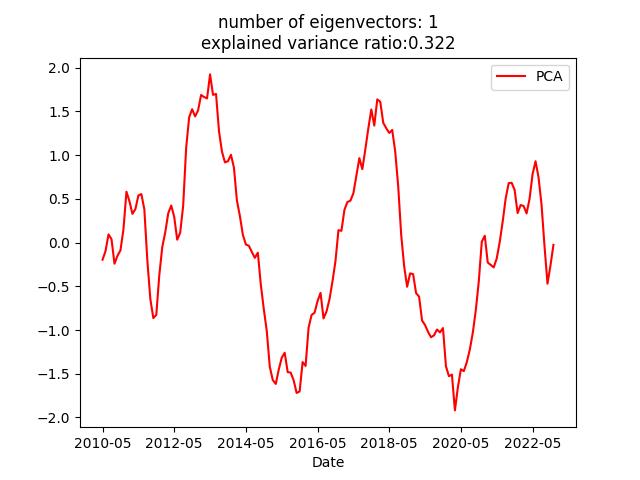 number of eigenvectors: 1
explained variance ratio:0.322
PCA
2.0
1.5
1.0
0.5
0.0
−0.5
−1.0
−1.5
−2.0
2010-05 2012-05 2014-05 2016-05 2018-05 2020-05 2022-05
Date